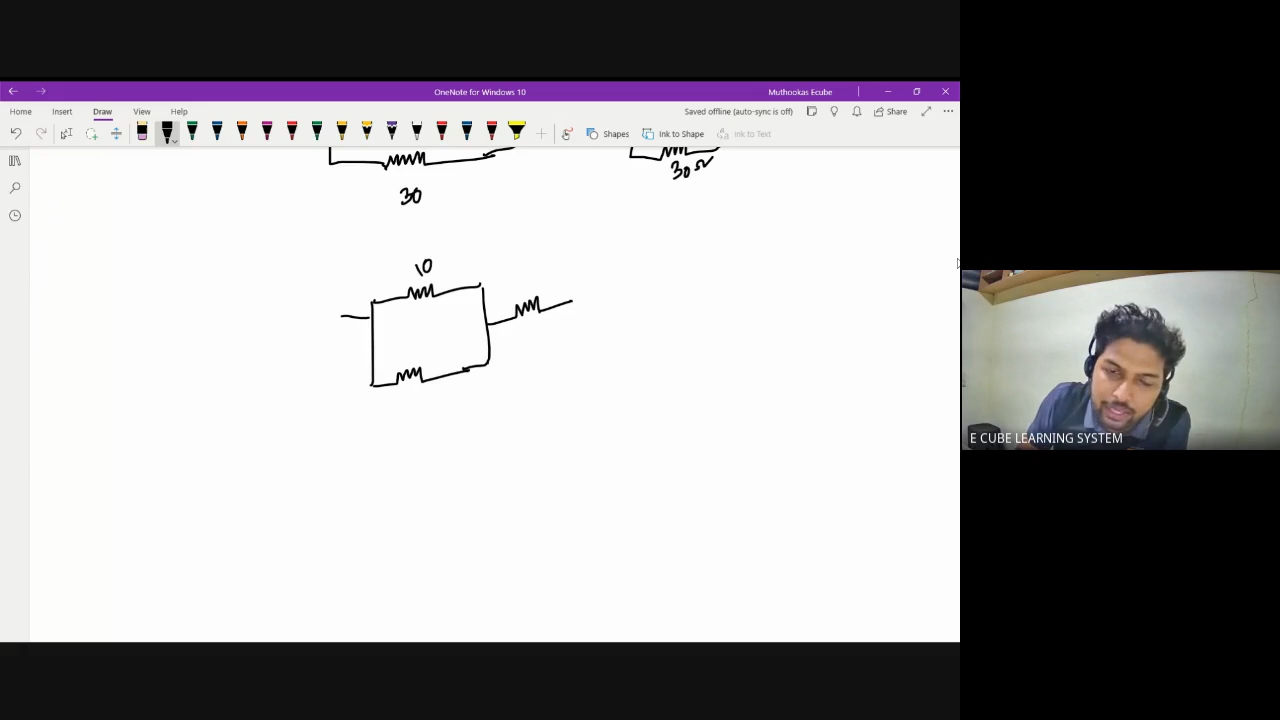 OneNote for Windows 10
Muthookas Ecube
Home Insert Draw View Help
Saved offline (auto-sync is off)
Share
Shapes
Ink to Shape
Ink to Text
30
30 Ω
10
E CUBE LEARNING SYSTEM